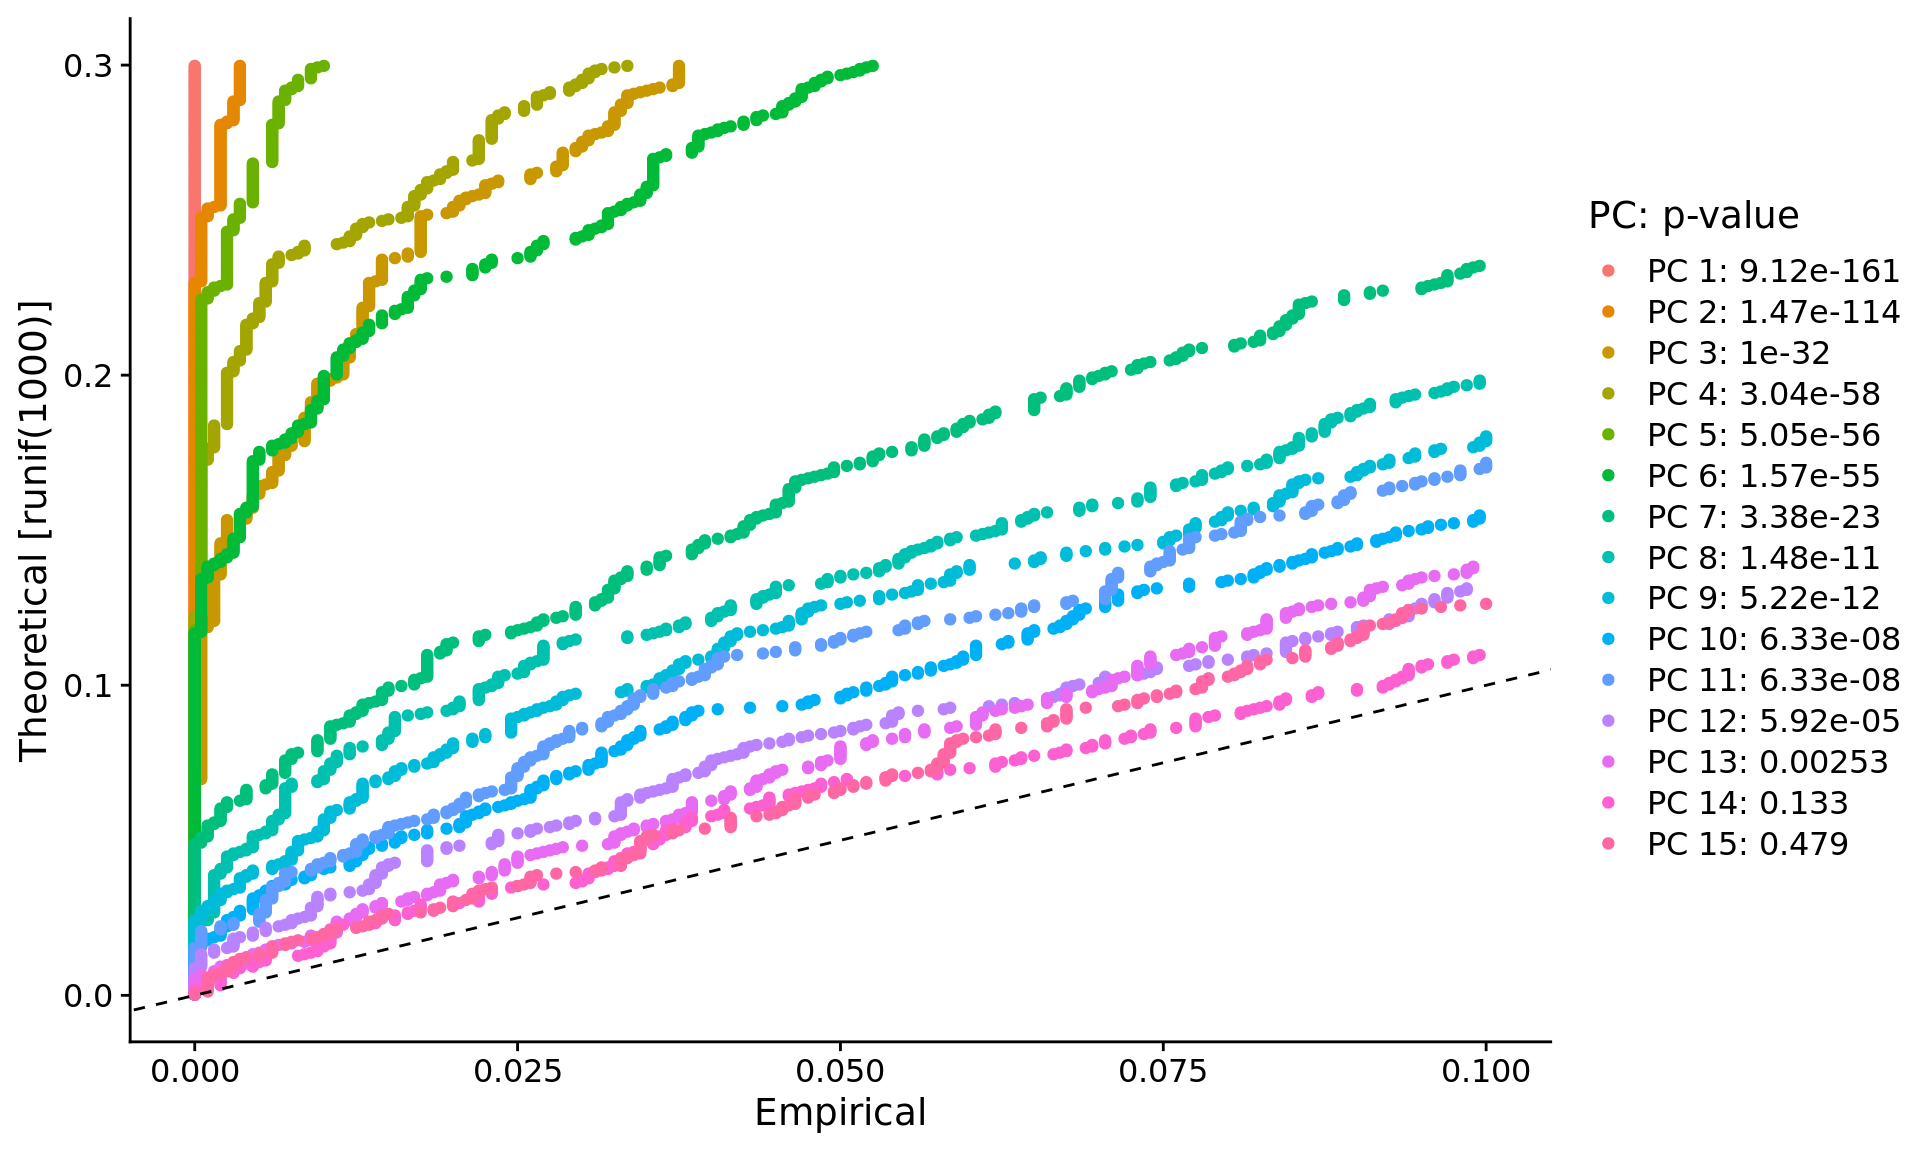 0.3
0.2
0.1
0.0
Theoretical [runif(1000)]
0.000 0.025 0.050 0.075 0.100
Empirical
PC: p-value
PC 1: 9.12e-161
PC 2: 1.47e-114
PC 3: 1e-32
PC 4: 3.04e-58
PC 5: 5.05e-56
PC 6: 1.57e-55
PC 7: 3.38e-23
PC 8: 1.48e-11
PC 9: 5.22e-12
PC 10: 6.33e-08
PC 11: 6.33e-08
PC 12: 5.92e-05
PC 13: 0.00253
PC 14: 0.133
PC 15: 0.479